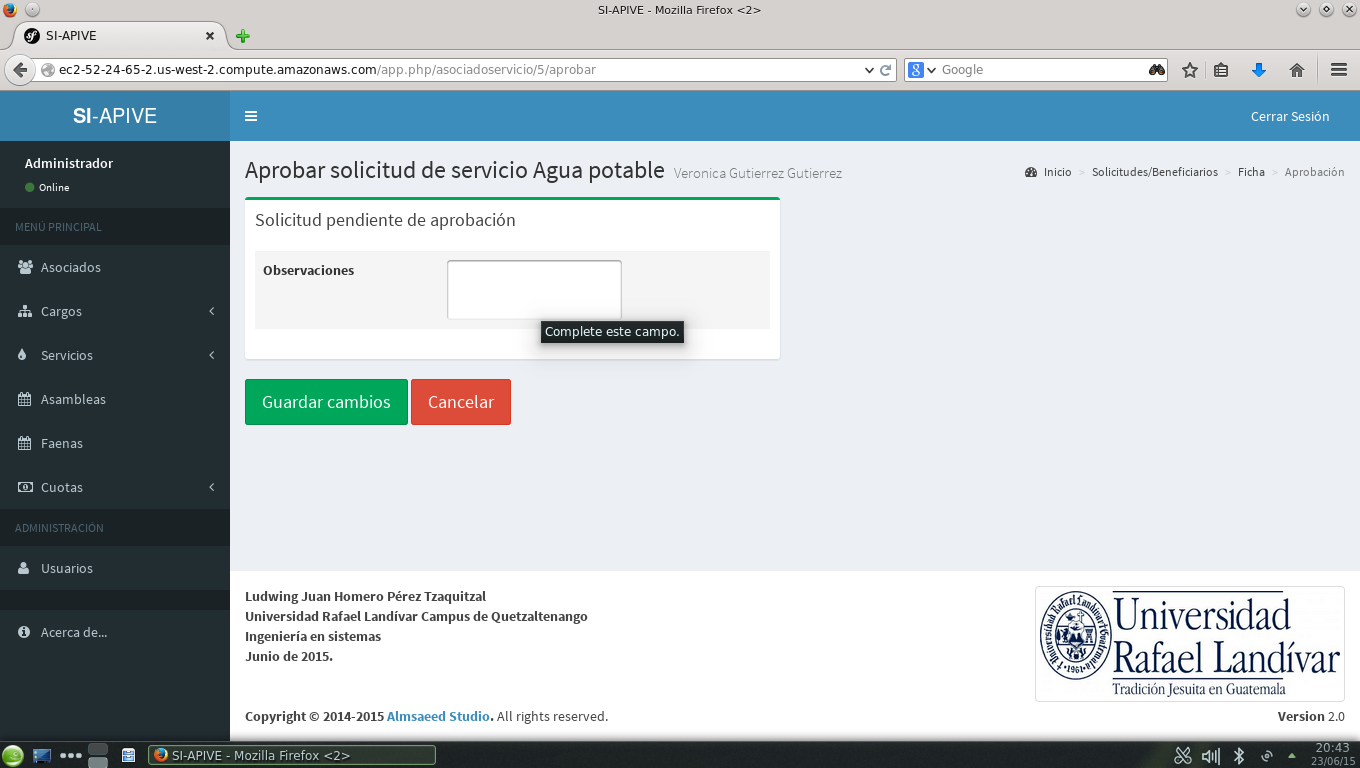 SI-APIVE - Mozilla Firefox <2>
SI-APIVE
ec2-52-24-65-2.us-west-2.compute.amazonaws.com/app.php/asociadoservicio/5/aprobar
Google
SI-APIVE
Cerrar Sesión
Administrador
Online
MENÚ PRINCIPAL
Asociados
Cargos
Servicios
Asambleas
Faenas
Cuotas
ADMINISTRACIÓN
Usuarios
Acerca de...
Aprobar solicitud de servicio Agua potable Veronica Gutierrez Gutierrez
Inicio > Solicitudes/Beneficiarios > Ficha > Aprobación
Solicitud pendiente de aprobación
Observaciones
Complete este campo.
Guardar cambios
Cancelar
Ludwing Juan Homero Pérez Tzaquitzal
Universidad Rafael Landívar Campus de Quetzaltenango
Ingeniería en sistemas
Junio de 2015.
Universidad
Rafael Landívar
Tradición Jesuita en Guatemala
Copyright © 2014-2015 Almsaeed Studio. All rights reserved.
Version 2.0
SI-APIVE - Mozilla Firefox <2>
20:43
23/06/15